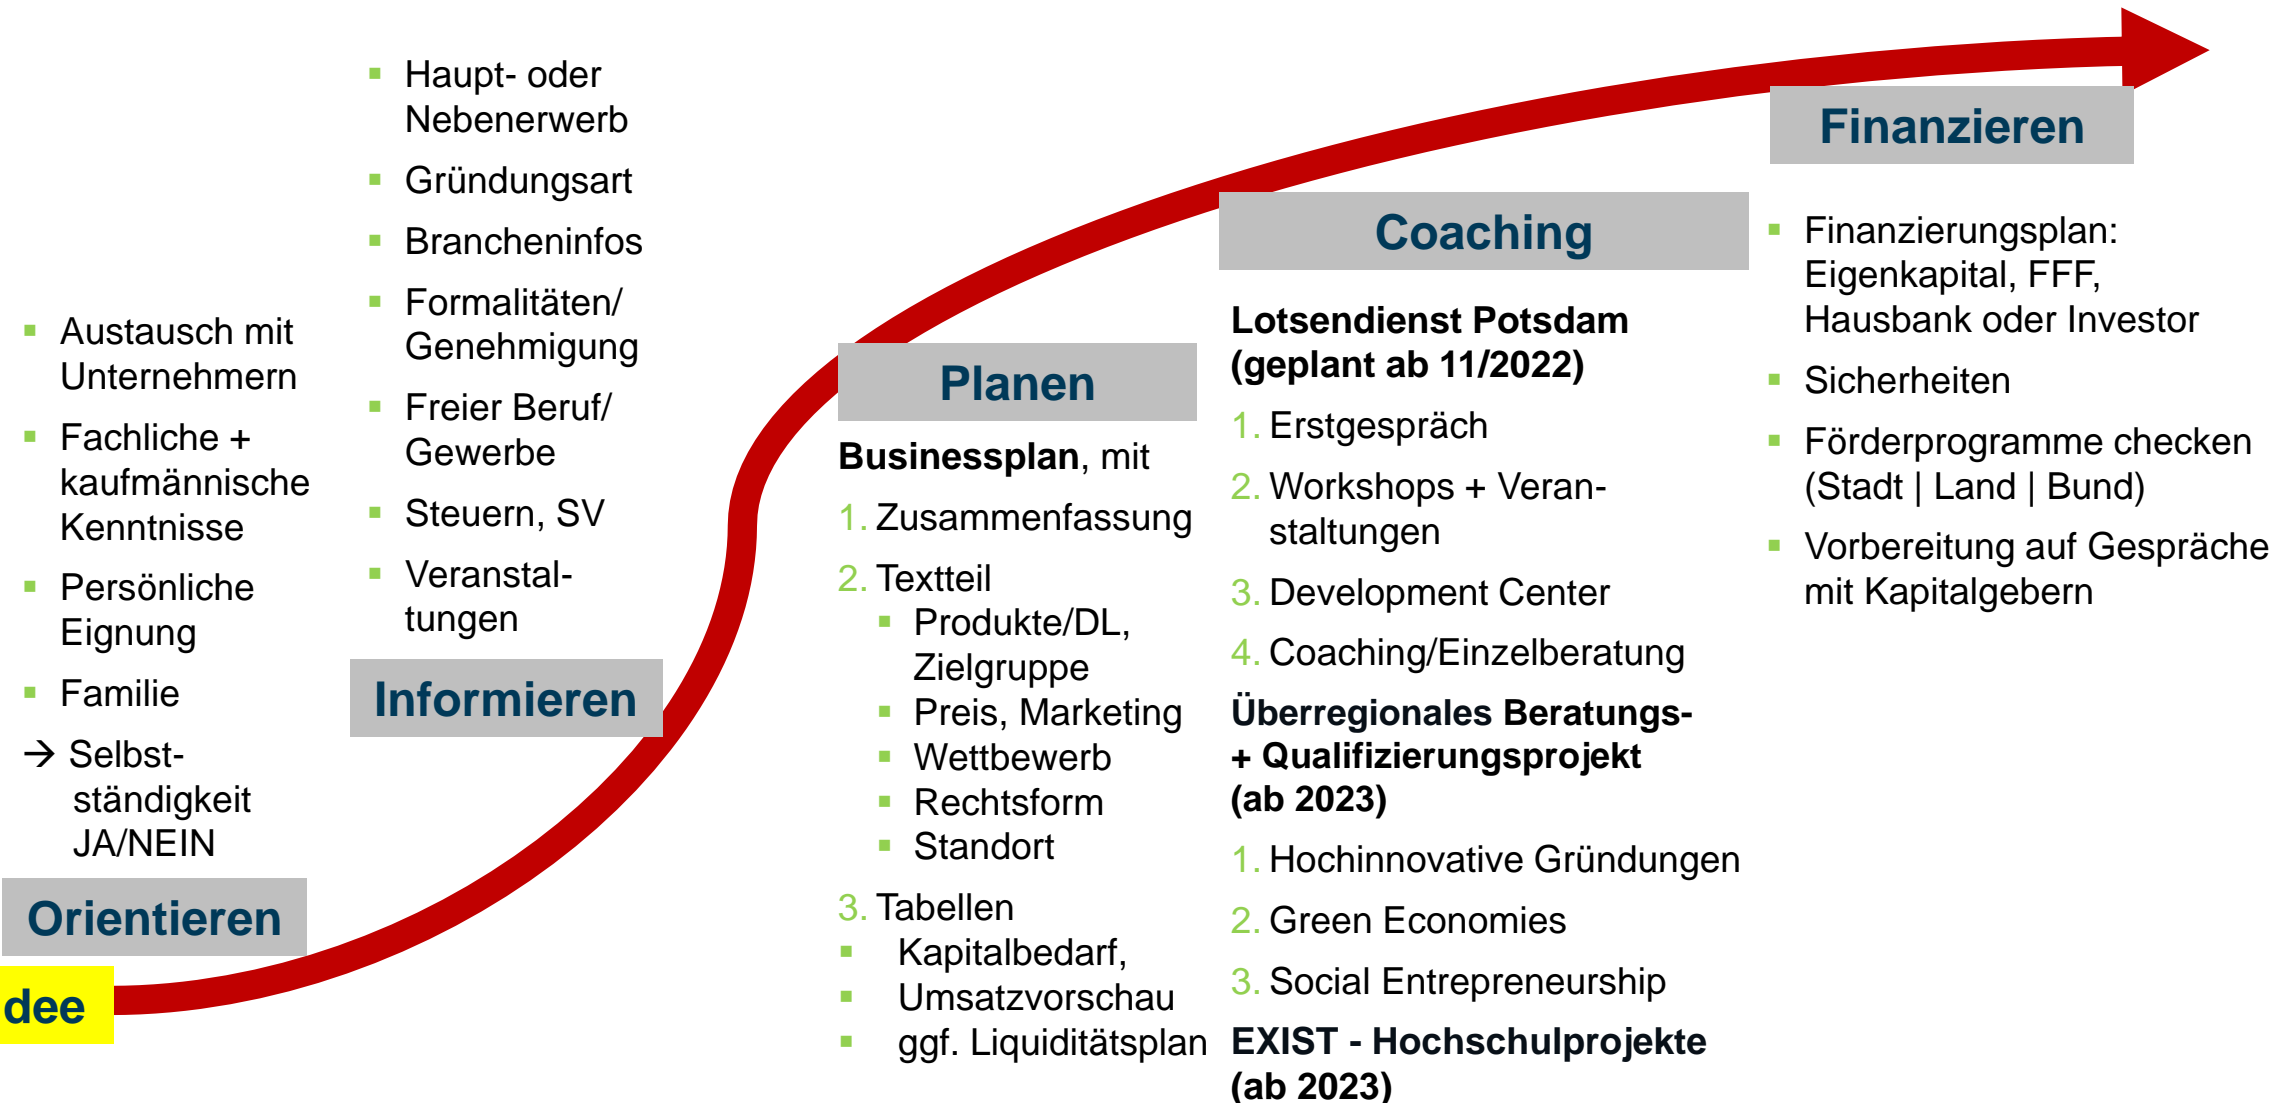 dee
Orientieren
▪ Austausch mit
Unternehmern
▪ Fachliche +
kaufmännische
Kenntnisse
▪ Persönliche
Eignung
▪ Familie
→ Selbst-
ständigkeit
JA/NEIN
Informieren
▪ Haupt- oder
Nebenerwerb
▪ Gründungsart
▪ Brancheninfos
▪ Formalitäten/
Genehmigung
▪ Freier Beruf/
Gewerbe
▪ Steuern, SV
▪ Veranstal-
tungen
Planen
Businessplan, mit
1. Zusammenfassung
2. Textteil
▪ Produkte/DL,
Zielgruppe
▪ Preis, Marketing
▪ Wettbewerb
▪ Rechtsform
▪ Standort
3. Tabellen
▪ Kapitalbedarf,
▪ Umsatzvorschau
▪ ggf. Liquiditätsplan
Coaching
Lotsendienst Potsdam
(geplant ab 11/2022)
1. Erstgespräch
2. Workshops + Veran-
staltungen
3. Development Center
4. Coaching/Einzelberatung
Überregionales Beratungs-
+ Qualifizierungsprojekt
(ab 2023)
1. Hochinnovative Gründungen
2. Green Economies
3. Social Entrepreneurship
EXIST - Hochschulprojekte
(ab 2023)
Finanzieren
▪ Finanzierungsplan:
Eigenkapital, FFF,
Hausbank oder Investor
▪ Sicherheiten
▪ Förderprogramme checken
(Stadt | Land | Bund)
▪ Vorbereitung auf Gespräche
mit Kapitalgebern